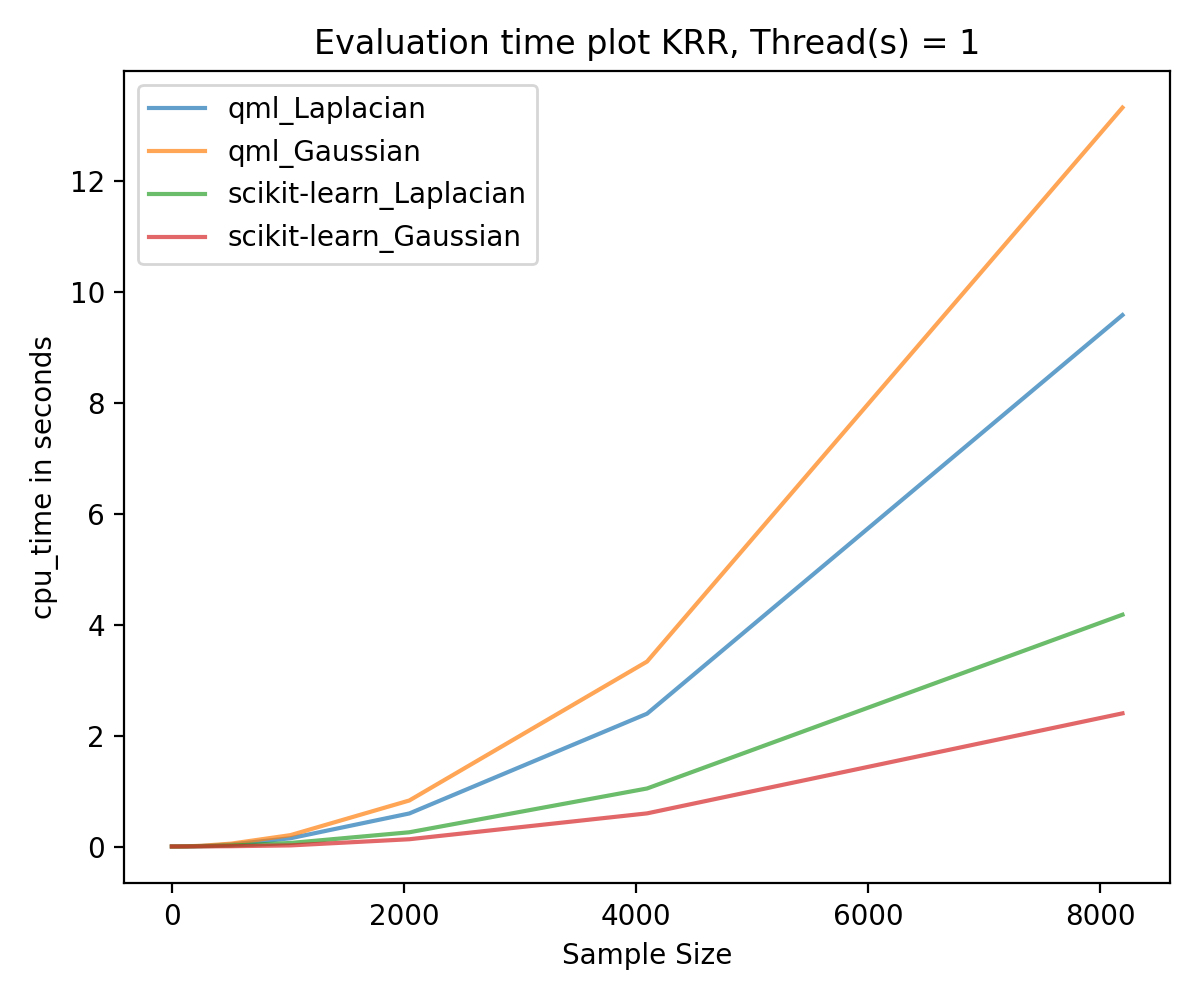 Evaluation time plot KRR, Thread(s) = 1
qml_Laplacian
qml_Gaussian
scikit-learn_Laplacian
scikit-learn_Gaussian
12
10
8
6
4
2
0
cpu_time in seconds
0 2000 4000 6000 8000
Sample Size